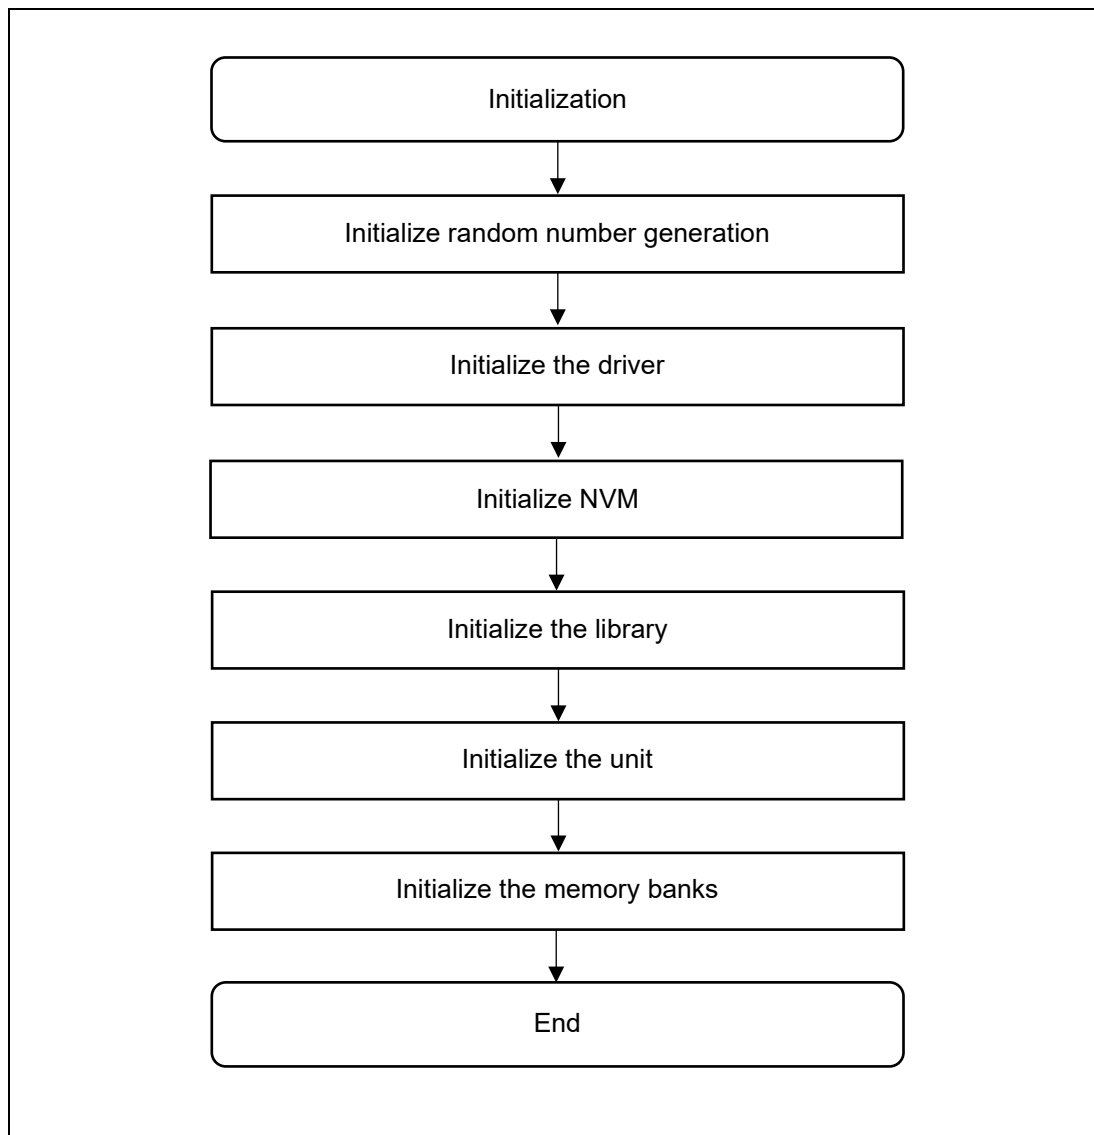 Initialization
Initialize random number generation
Initialize the driver
Initialize NVM
Initialize the library
Initialize the unit
Initialize the memory banks
End